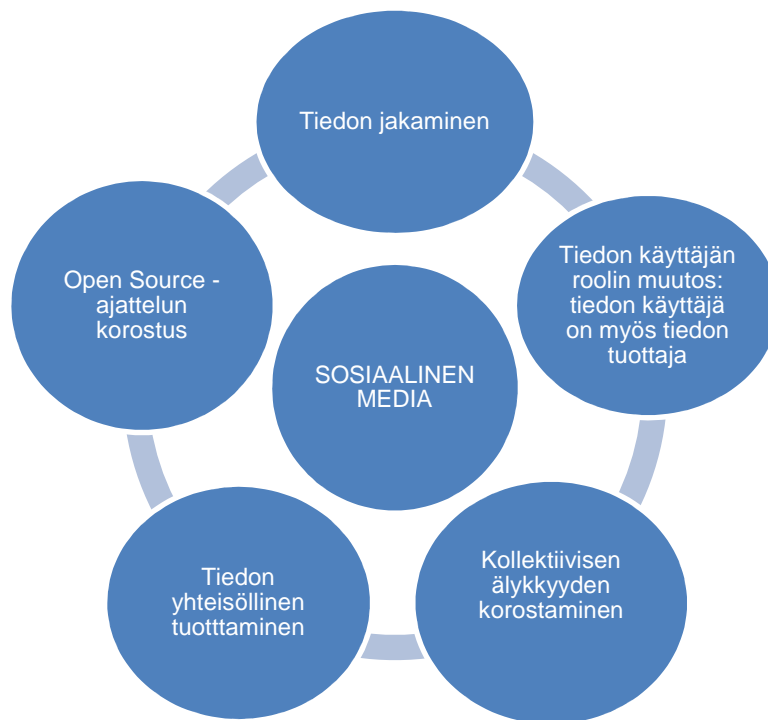 Tiedon jakaminen
Tiedon käyttäjän
roolin muutos:
tiedon käyttäjä
on myös tiedon
tuottaja
Kollektiivisen
älykkyyden
korostaminen
Tiedon
yhteisöllinen
tuotttaminen
Open Source -
ajattelun
korostus
SOSIAALINEN
MEDIA